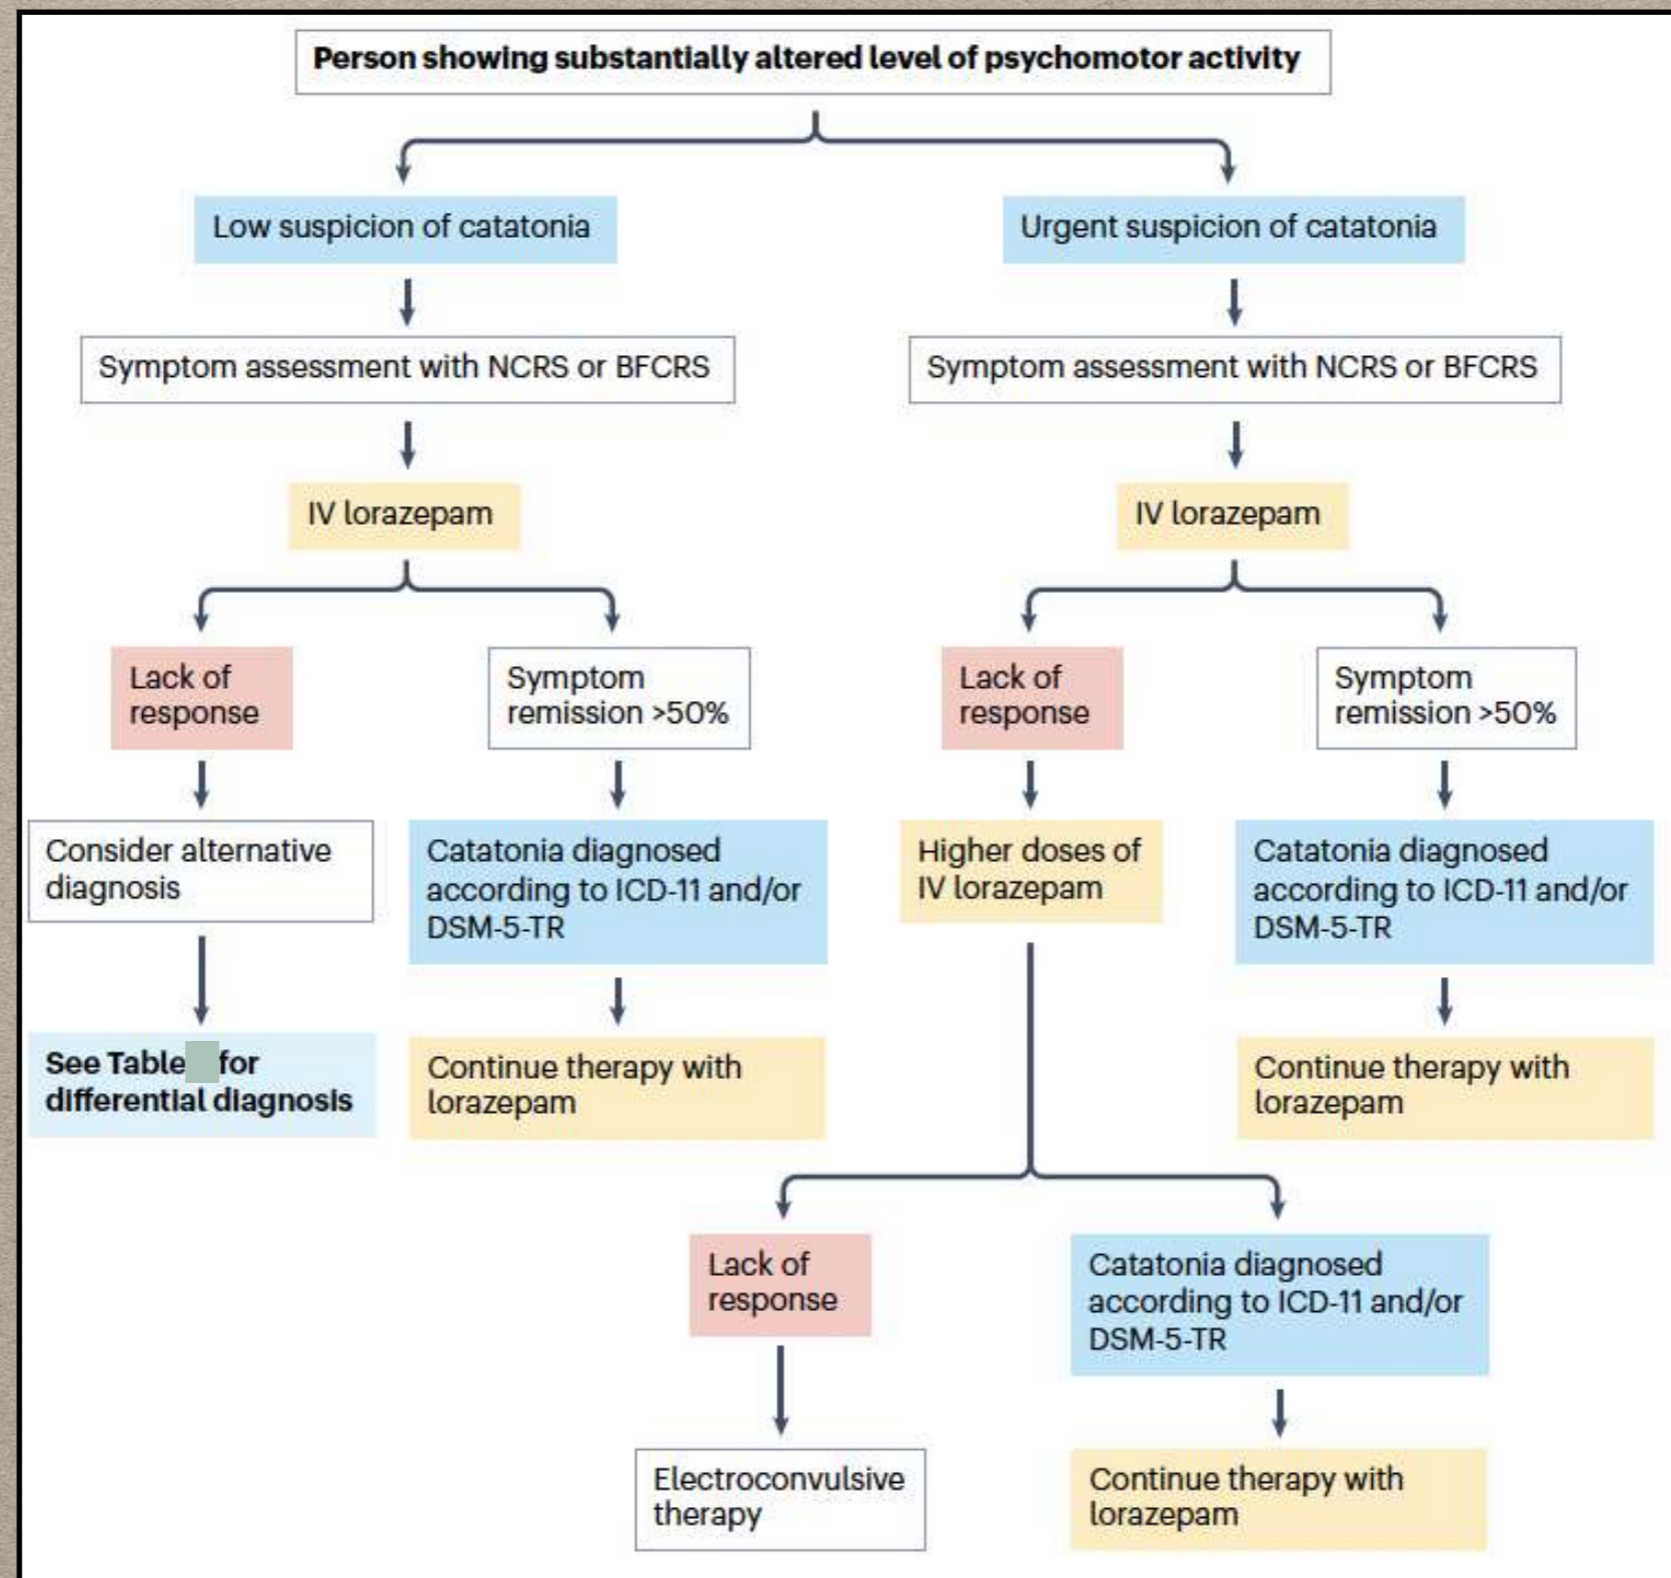 Person showing substantially altered level of psychomotor activity
Low suspicion of catatonia
Urgent suspicion of catatonia
Symptom assessment with NCRS or BFCRS
Symptom assessment with NCRS or BFCRS
IV lorazepam
IV lorazepam
Lack of
response
Symptom
remission >50%
Lack of
response
Symptom
remission >50%
Consider alternative
diagnosis
Catatonia diagnosed
according to ICD-11 and/or
DSM-5-TR
Higher doses of
IV lorazepam
Catatonia diagnosed
according to ICD-11 and/or
DSM-5-TR
See Table for
differential diagnosis
Continue therapy with
lorazepam
Continue therapy with
lorazepam
Lack of
response
Catatonia diagnosed
according to ICD-11 and/or
DSM-5-TR
Electroconvulsive
therapy
Continue therapy with
lorazepam